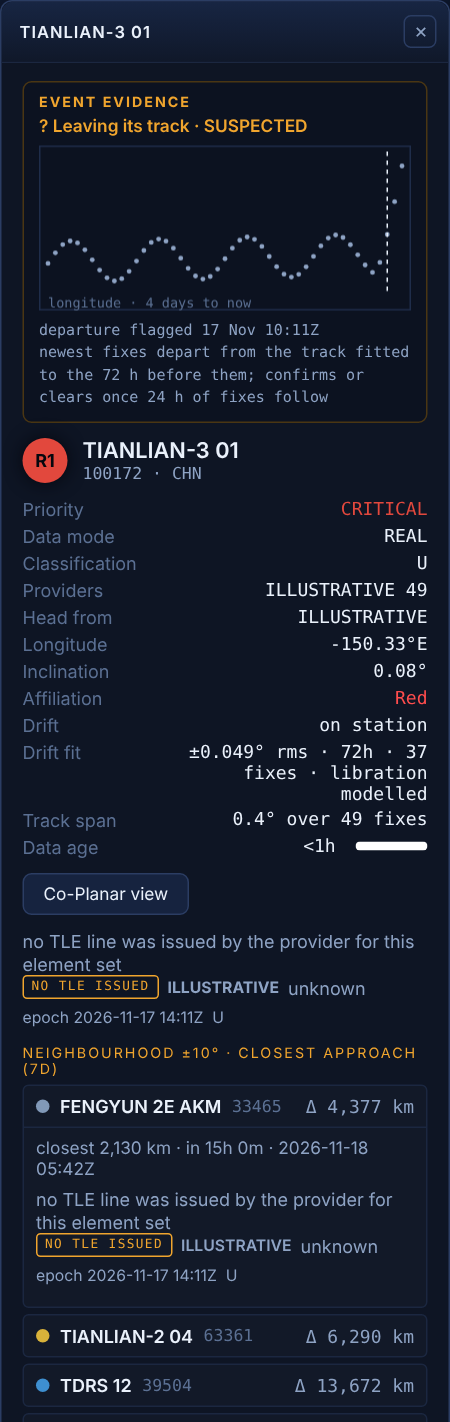 TIANLIAN-3 01
×
EVENT EVIDENCE
? Leaving its track · SUSPECTED
longitude · 4 days to now
departure flagged 17 Nov 10:11Z
newest fixes depart from the track fitted
to the 72 h before them; confirms or
clears once 24 h of fixes follow
R1
TIANLIAN-3 01
100172 · CHN
Priority CRITICAL
Data mode REAL
Classification U
Providers ILLUSTRATIVE 49
Head from ILLUSTRATIVE
Longitude -150.33°E
Inclination 0.08°
Affiliation Red
Drift on station
Drift fit ±0.049° rms · 72h · 37
fixes · libration
modelled
Track span 0.4° over 49 fixes
Data age <1h
Co-Planar view
no TLE line was issued by the provider for this
element set
NO TLE ISSUED ILLUSTRATIVE unknown
epoch 2026-11-17 14:11Z U
NEIGHBOURHOOD ±10° · CLOSEST APPROACH
(7D)
FENGYUN 2E AKM 33465 Δ 4,377 km
closest 2,130 km · in 15h 0m · 2026-11-18
05:42Z
no TLE line was issued by the provider for
this element set
NO TLE ISSUED ILLUSTRATIVE unknown
epoch 2026-11-17 14:11Z U
TIANLIAN-2 04 63361 Δ 6,290 km
TDRS 12 39504 Δ 13,672 km